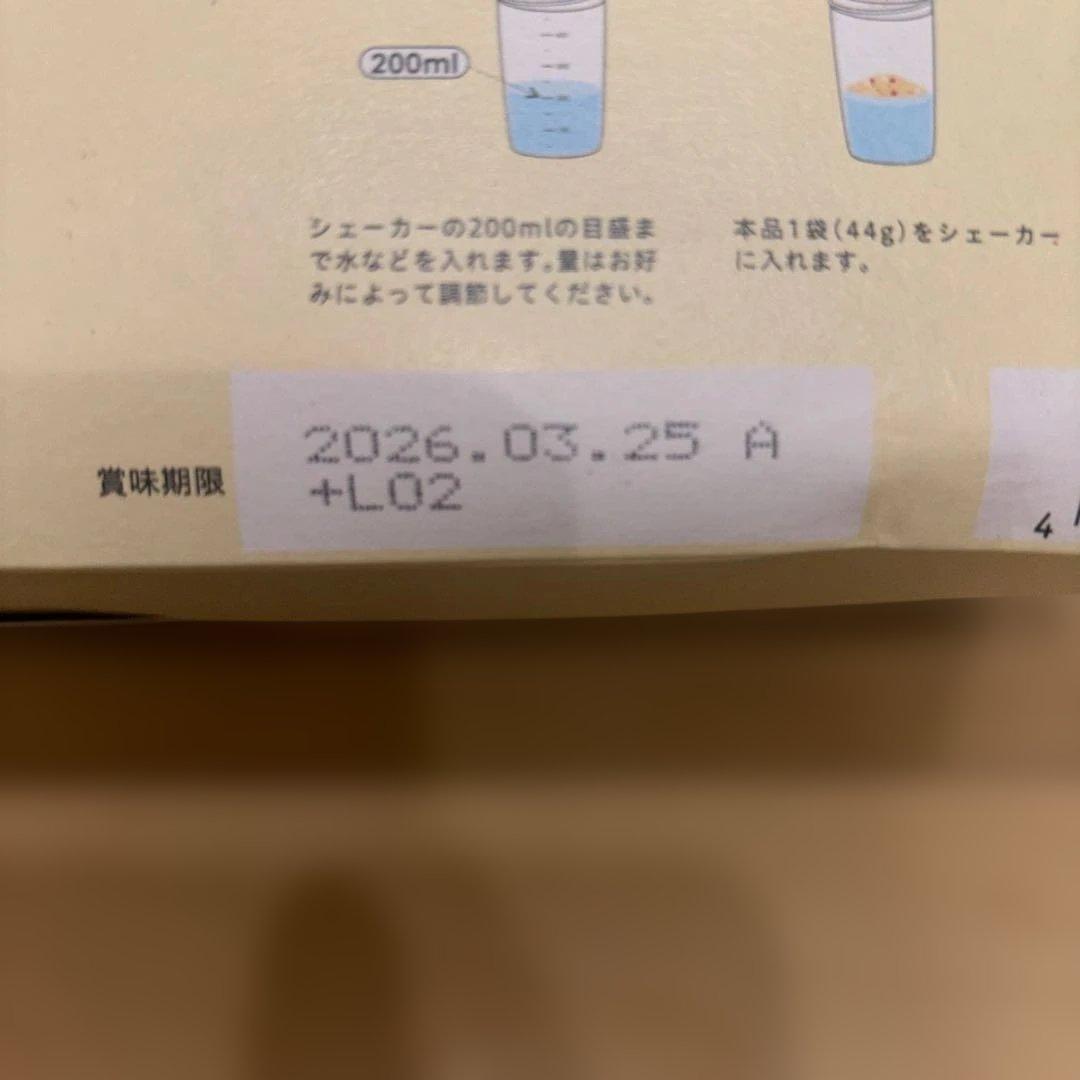 200ml
シェーカーの200mlの目盛ま
で水などを入れます。量はお好
みによって調節してください。
本品1袋(44g)をシェーカー
に入れます。
賞味期限
2026.03.25 A
+L02
4